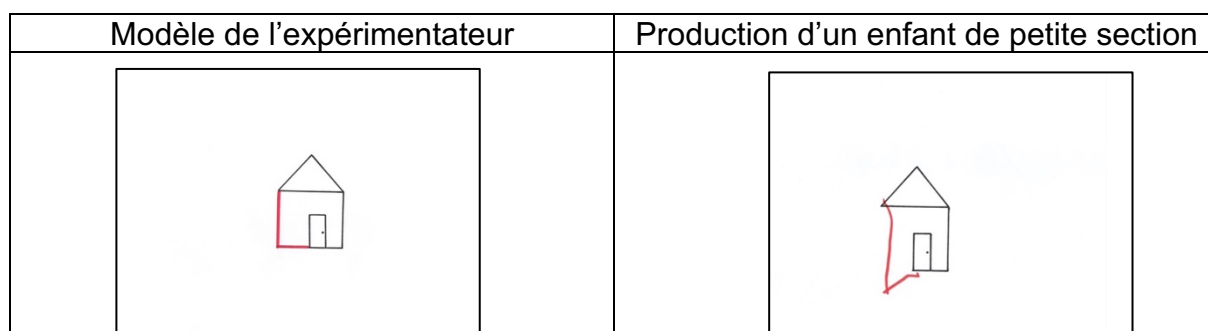 Modèle de l’expérimentateur
Production d’un enfant de petite section